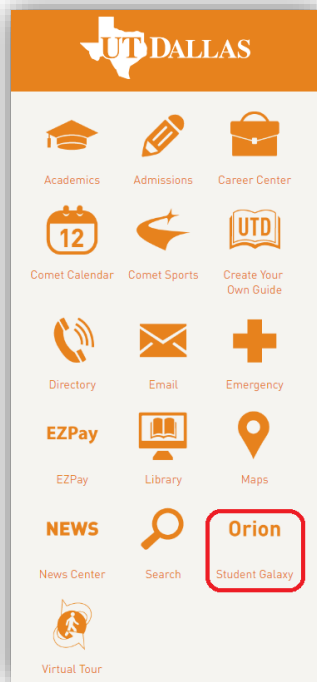 UT DALLAS
Academics Admissions Career Center
12 UTD
Comet Calendar Comet Sports Create Your
Own Guide
Directory Email Emergency
EZPay
EZPay Library Maps
NEWS Orion
News Center Search Student Galaxy
Virtual Tour